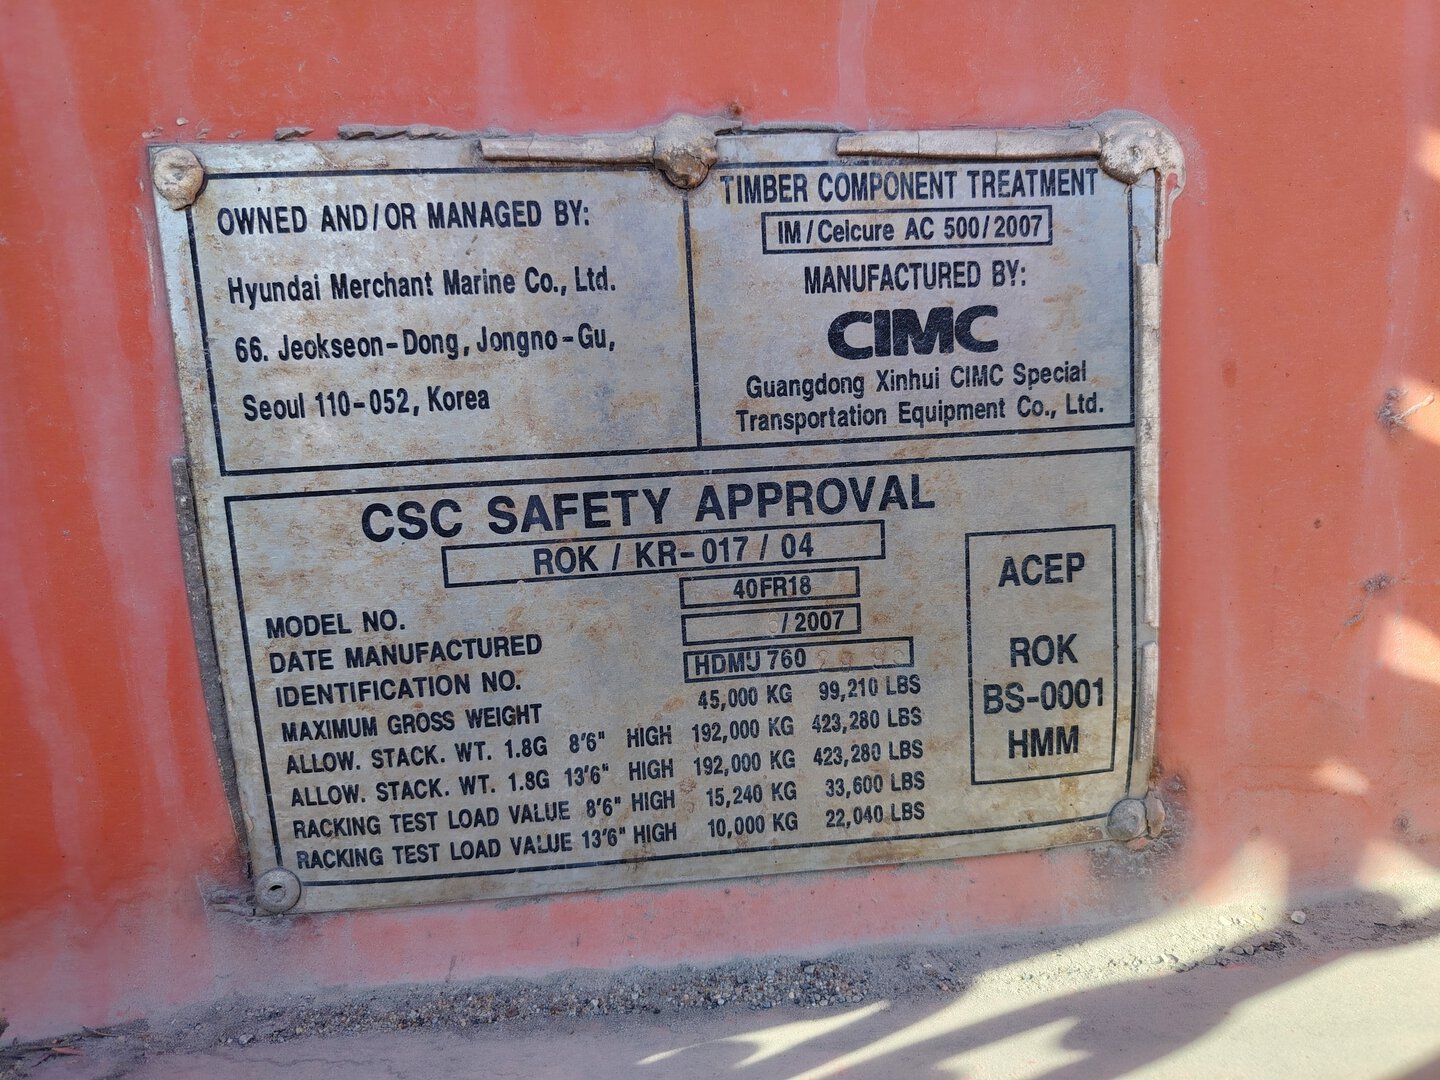 OWNED AND/OR MANAGED BY:
Hyundai Merchant Marine Co., Ltd.
66. Jeokseon-Dong, Jongno-Gu,
Seoul 110-052, Korea
TIMBER COMPONENT TREATMENT
IM/Celcure AC 500/2007
MANUFACTURED BY:
CIMC
Guangdong Xinhui CIMC Special
Transportation Equipment Co., Ltd.
CSC SAFETY APPROVAL
ROK / KR-017 / 04
MODEL NO. 40FR18
DATE MANUFACTURED /2007
IDENTIFICATION NO. HDMU 760
MAXIMUM GROSS WEIGHT 45,000 KG 99,210 LBS
ALLOW. STACK. WT. 1.8G 8'6" HIGH 192,000 KG 423,280 LBS
ALLOW. STACK. WT. 1.8G 13'6" HIGH 192,000 KG 423,280 LBS
RACKING TEST LOAD VALUE 8'6" HIGH 15,240 KG 33,600 LBS
RACKING TEST LOAD VALUE 13'6" HIGH 10,000 KG 22,040 LBS
ACEP
ROK
BS-0001
HMM